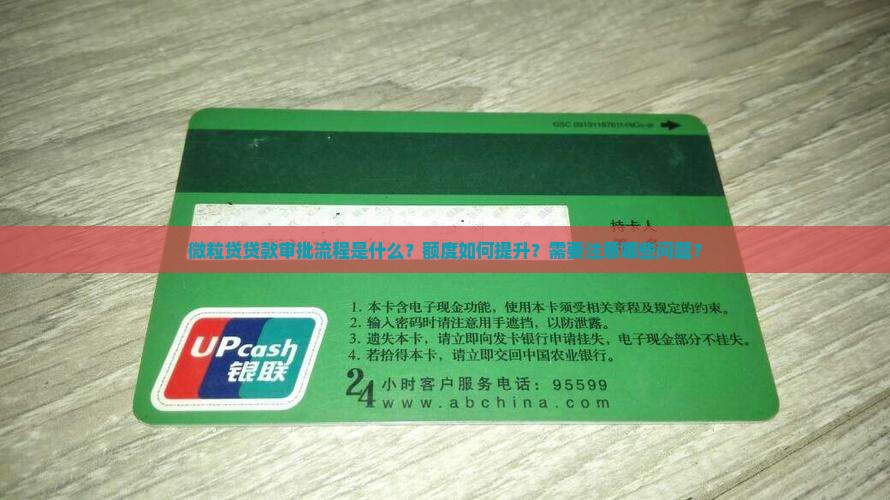 持卡人
微粒贷贷款审批流程是什么？额度如何提升？需要注意哪些问题？
1. 本卡含电子现金功能，使用本卡须受相关章程及规定的约束。
2. 输入密码时请注意用手遮挡，以防泄露。
3. 遗失本卡，请立即向发卡银行申请挂失，电子现金部分不挂失。
4. 若拾得本卡，请立即交回中国农业银行。
UPcash
银联
24小时客户服务电话：95599
www.abchina.com